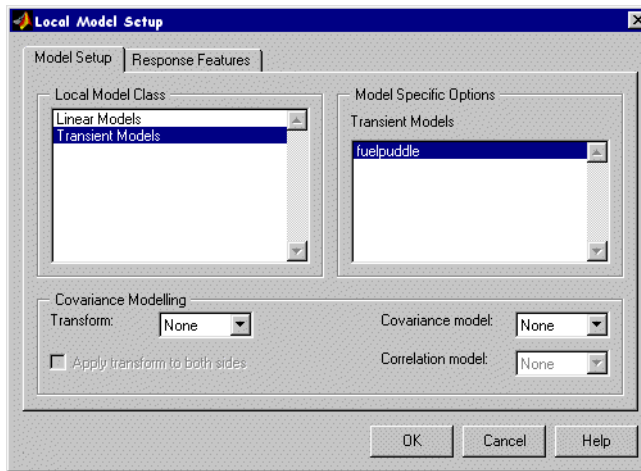 Local Model Setup
Model Setup
Response Features
Local Model Class
Linear Models
Transient Models
Model Specific Options
Transient Models
fuelpuddle
Covariance Modelling
Transform:
None
Covariance model:
None
Apply transform to both sides
Correlation model:
None
OK
Cancel
Help